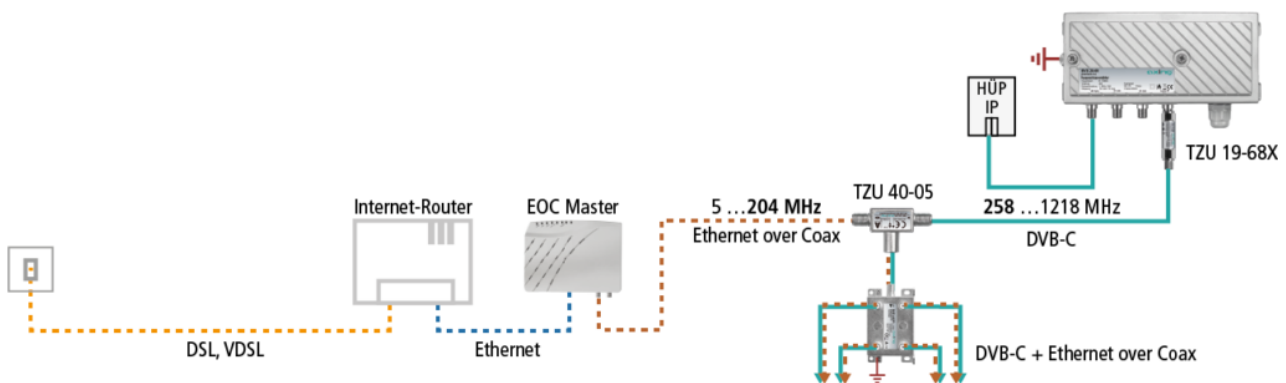 HÜP
IP
TZU 19-68X
TZU 40-05
Internet-Router
EOC Master
5 ...204 MHz
258 ...1218 MHz
Ethernet over Coax
DVB-C
DSL, VDSL
Ethernet
DVB-C + Ethernet over Coax